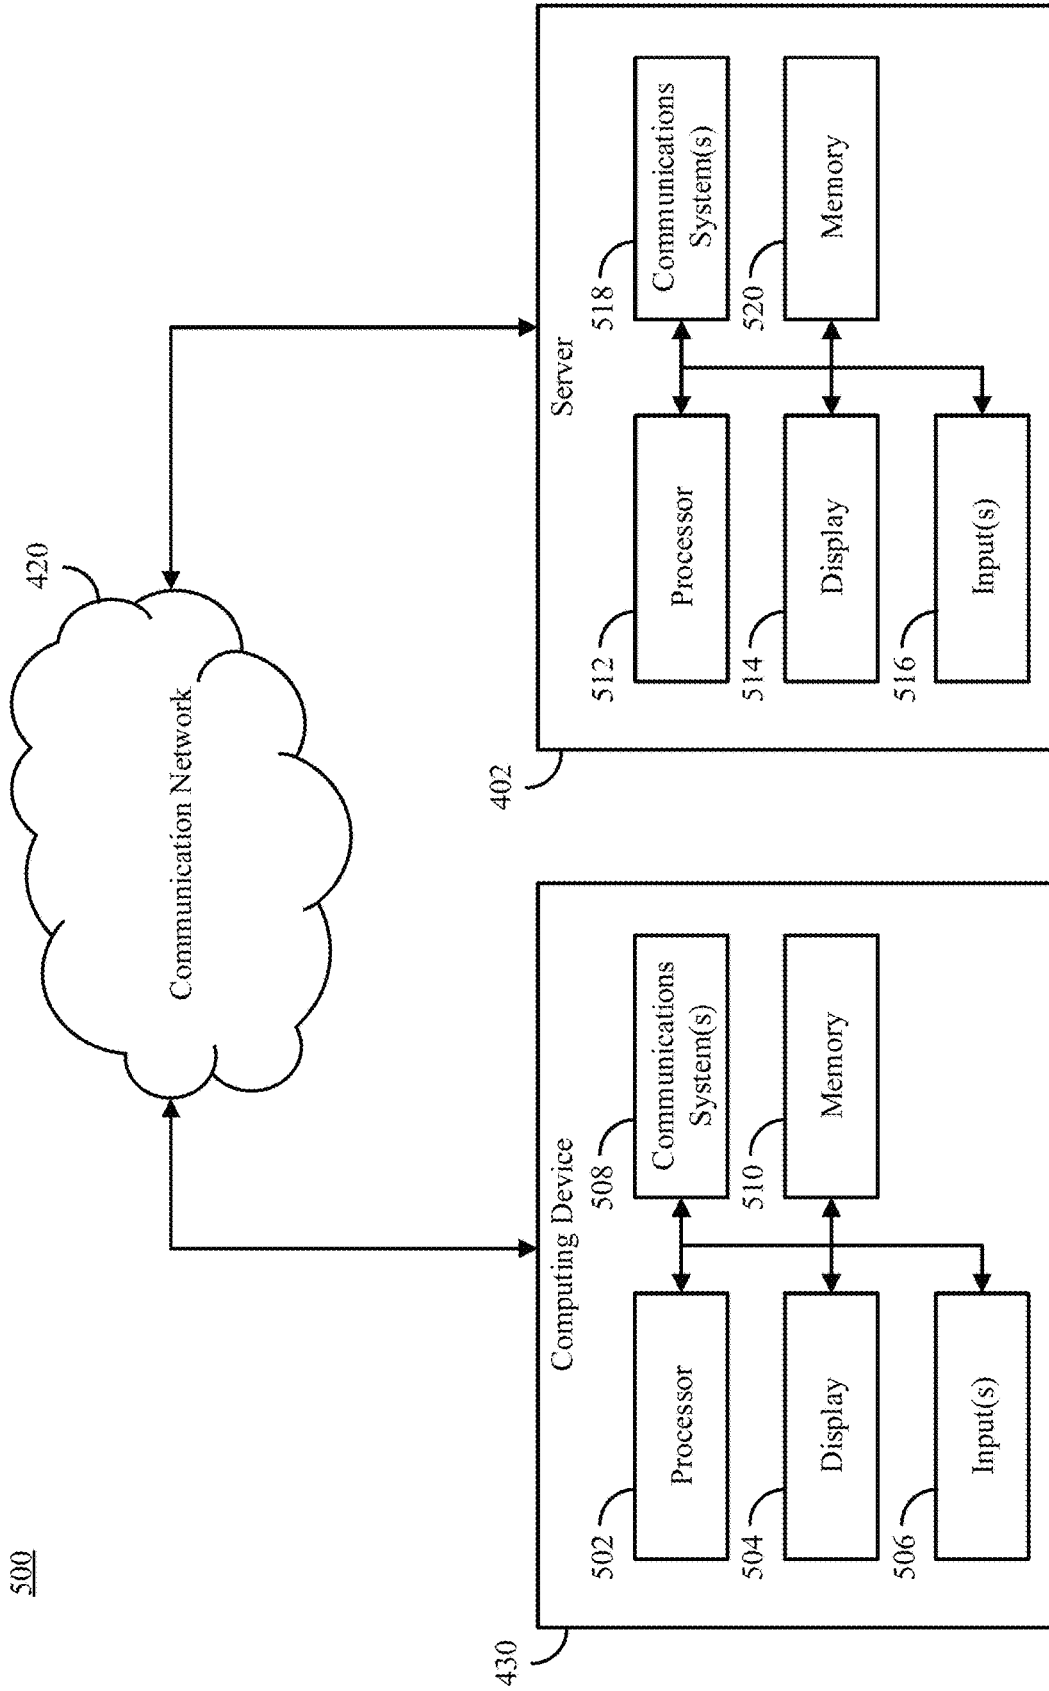 500
420
Communication Network
430
Computing Device
502
Processor
508
Communications
System(s)
504
Display
510
Memory
506
Input(s)
402
Server
512
Processor
518
Communications
System(s)
514
Display
520
Memory
516
Input(s)